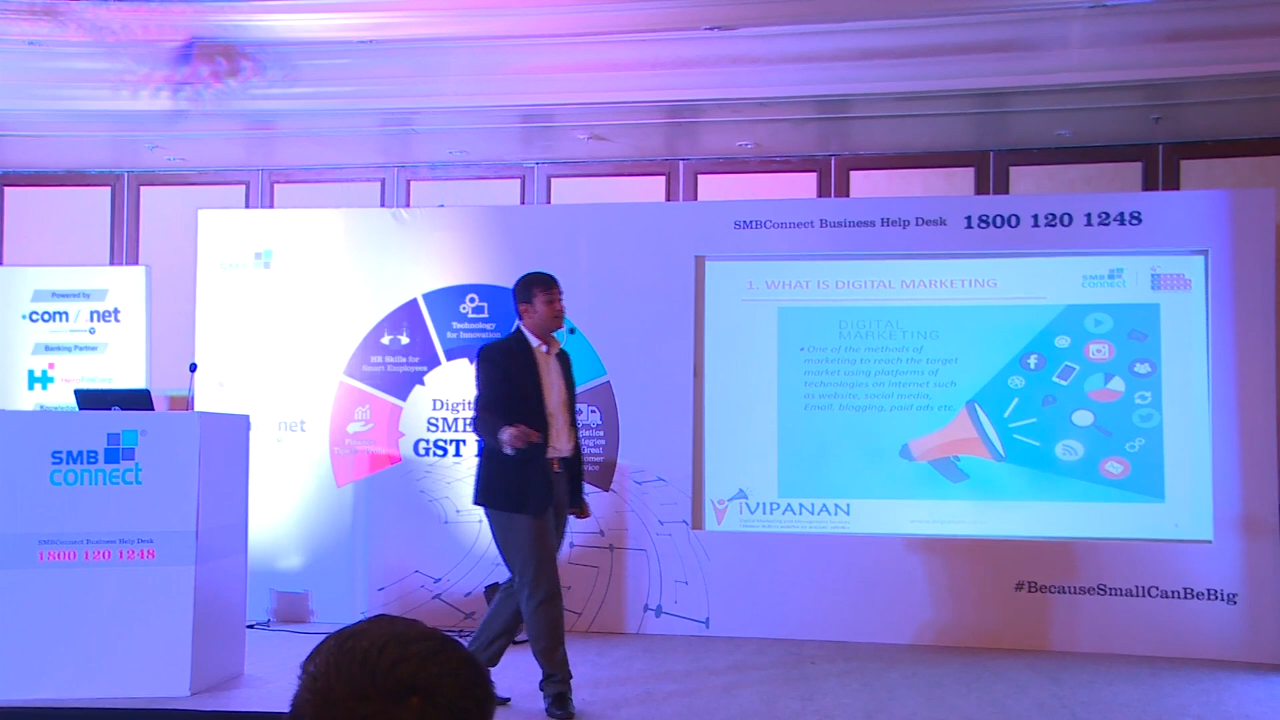 SMBConnect Business Help Desk 1800 120 1248
Powered by
.com / .net
Banking Partner
SMB
connect
SMBConnect Business Help Desk
1800 120 1248
Technology
for Innovation
HR Skills for
Smart Employees
Digit
SME
GST
net
1. WHAT IS DIGITAL MARKETING
SMB
connect
DIGITAL
MARKETING
One of the methods of
marketing to reach the target
market using platforms of
technologies on internet such
as website, social media,
Email, blogging, paid ads etc.
iVIPANAN
#BecauseSmallCanBeBig